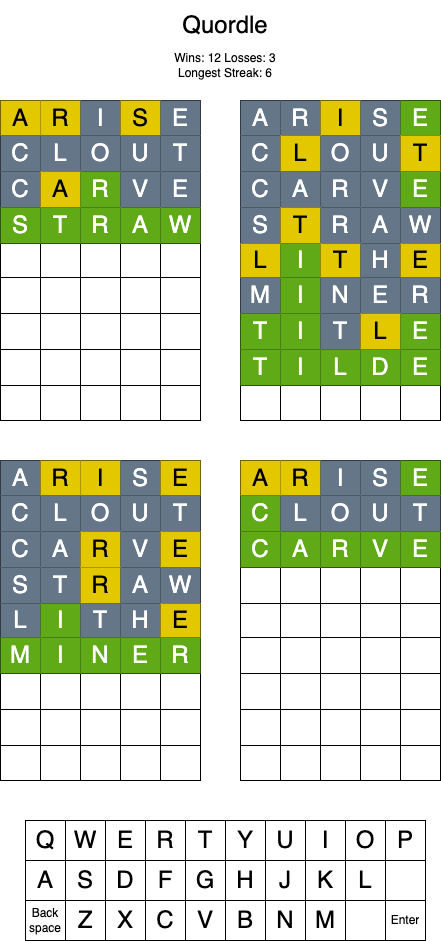 Quordle
Wins: 12 Losses: 3
Longest Streak: 6
A R I S E
C L O U T
C A R V E
S T R A W
A R I S E
C L O U T
C A R V E
S T R A W
L I T H E
M I N E R
T I T L E
T I L D E
A R I S E
C L O U T
C A R V E
S T R A W
L I T H E
M I N E R
A R I S E
C L O U T
C A R V E
Q W E R T Y U I O P
A S D F G H J K L
Back space Z X C V B N M Enter